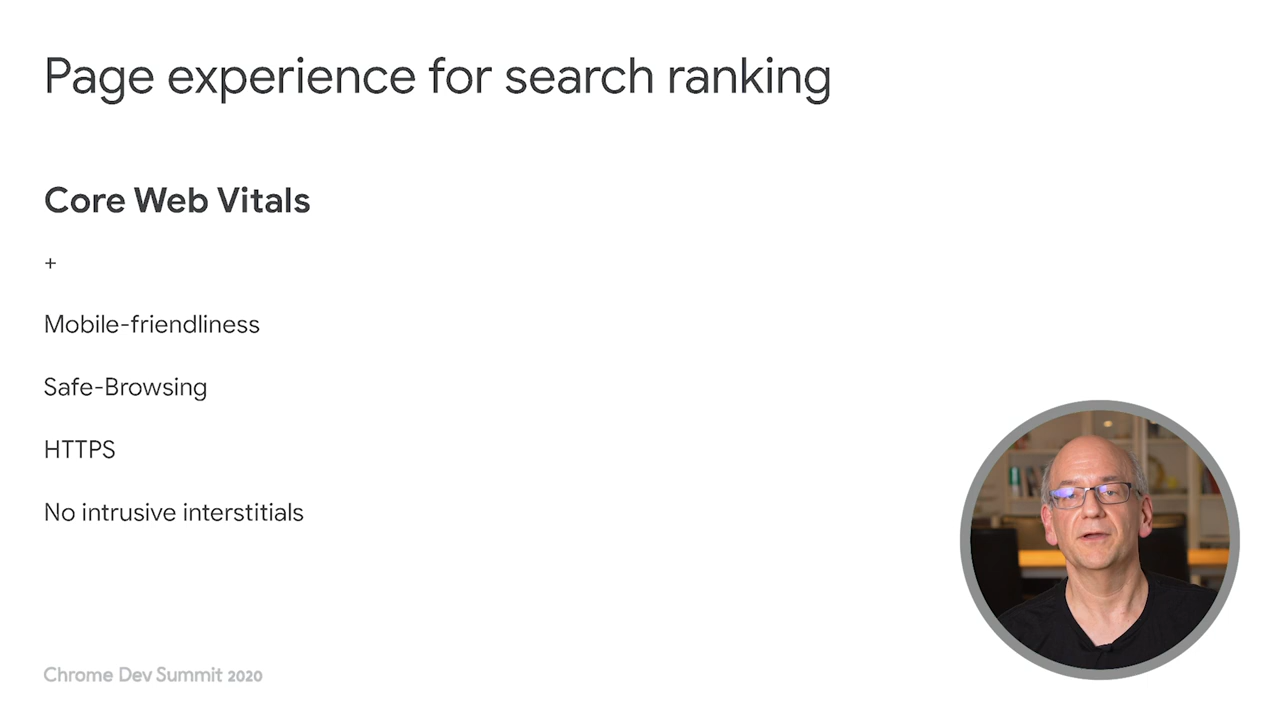 Page experience for search ranking
Core Web Vitals
+
Mobile-friendliness
Safe-Browsing
HTTPS
No intrusive interstitials
Chrome Dev Summit 2020